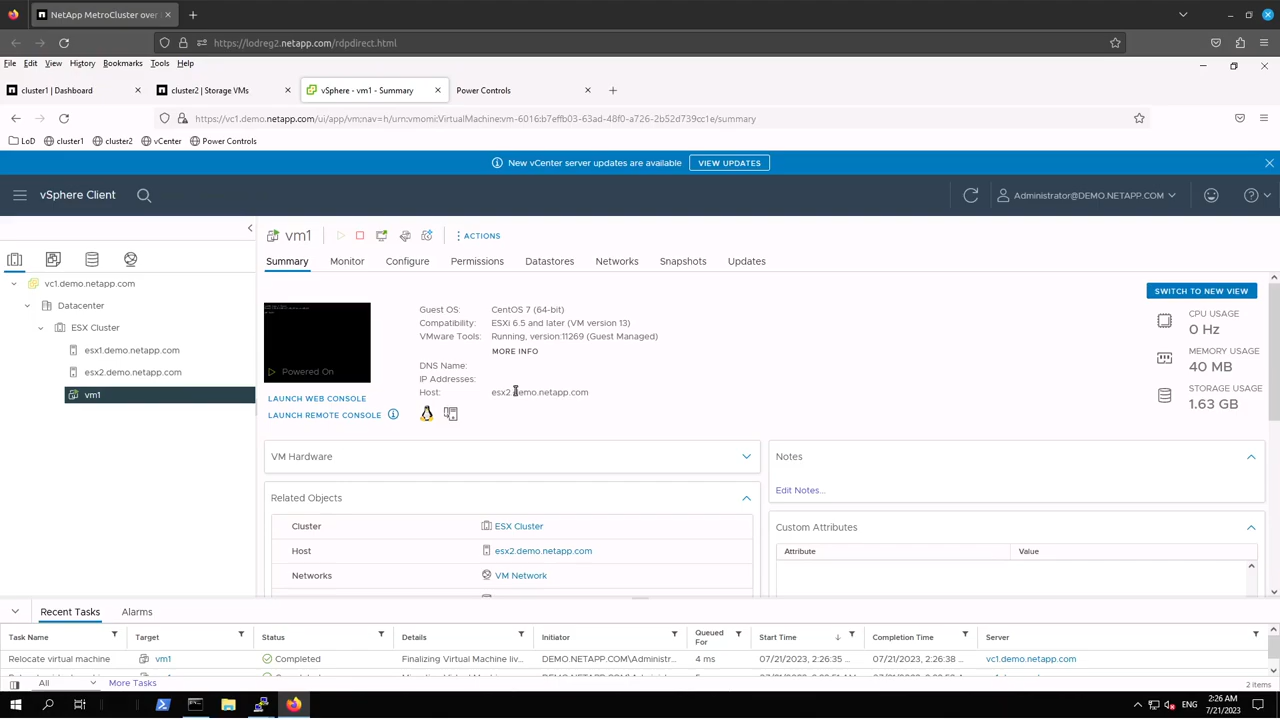 NetApp MetroCluster over
https://lodreg2.netapp.com/rdpdirect.html
File Edit View History Bookmarks Tools Help
cluster1 | Dashboard
cluster2 | Storage VMs
vSphere - vm1 - Summary
Power Controls
https://vc1.demo.netapp.com/ui/app/vm;nav=h/urn:vmomi:VirtualMachine:vm-6016:b7effb03-63ad-48f0-a726-2b52d739cc1e/summary
LoD cluster1 cluster2 vCenter Power Controls
New vCenter server updates are available VIEW UPDATES
vSphere Client
Administrator@DEMO.NETAPP.COM
vm1
ACTIONS
Summary Monitor Configure Permissions Datastores Networks Snapshots Updates
vc1.demo.netapp.com
Datacenter
ESX Cluster
esx1.demo.netapp.com
esx2.demo.netapp.com
vm1
Powered On
LAUNCH WEB CONSOLE
LAUNCH REMOTE CONSOLE
Guest OS: CentOS 7 (64-bit)
Compatibility: ESXi 6.5 and later (VM version 13)
VMware Tools: Running, version:11269 (Guest Managed)
MORE INFO
DNS Name:
IP Addresses:
Host: esx2.demo.netapp.com
SWITCH TO NEW VIEW
CPU USAGE
0 Hz
MEMORY USAGE
40 MB
STORAGE USAGE
1.63 GB
VM Hardware
Related Objects
Cluster ESX Cluster
Host esx2.demo.netapp.com
Networks VM Network
Notes
Edit Notes...
Custom Attributes
Attribute Value
Recent Tasks Alarms
Task Name Target Status Details Initiator Queued For Start Time Completion Time Server
Relocate virtual machine vm1 Completed Finalizing Virtual Machine liv... DEMO.NETAPP.COM\Administr... 4 ms 07/21/2023, 2:26:35 ... 07/21/2023, 2:26:38 ... vc1.demo.netapp.com
All More Tasks
2 items
ENG
2:26 AM
7/21/2023